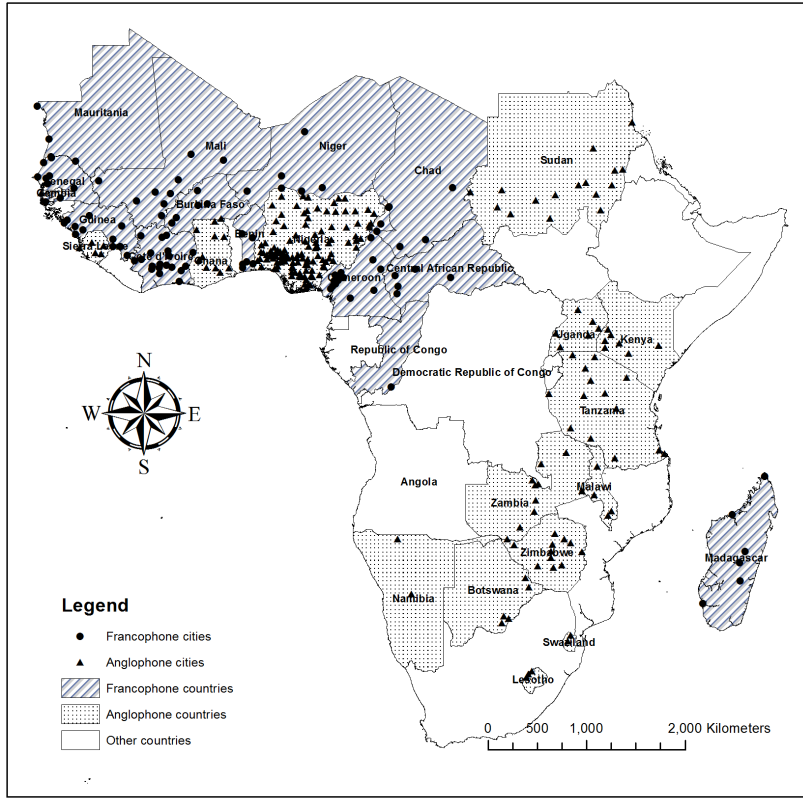 Mauritania
Mali
Niger
Chad
Sudan
Senegal
Gambia
Burkina Faso
Guinea
Benin
Nigeria
Sierra Leone
Cote d'Ivoire
Ghana
Cameroon
Central African Republic
Uganda
Kenya
Republic of Congo
Democratic Republic of Congo
Tanzania
N
W
E
S
Angola
Malawi
Zambia
Zimbabwe
Madagascar
Namibia
Botswana
Swaziland
Lesotho
Legend
Francophone cities
Anglophone cities
Francophone countries
Anglophone countries
Other countries
0 500 1,000 2,000 Kilometers